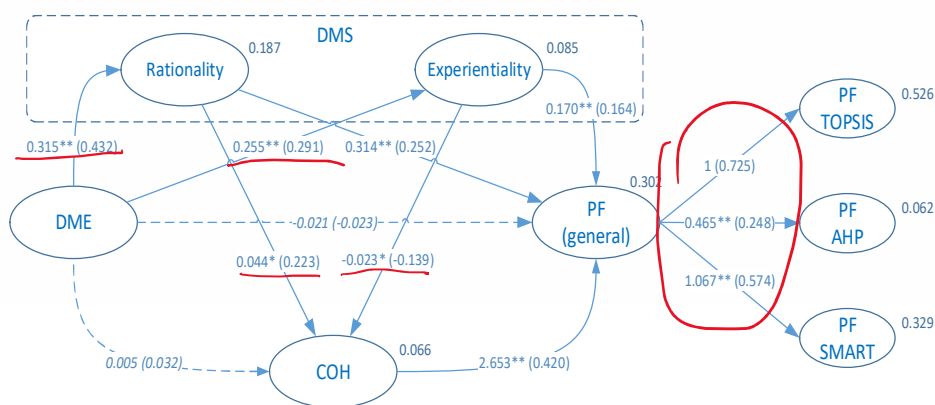 DMS
0.187
0.085
Rationality
Experientiality
0.170** (0.164)
PF
TOPSIS
0.526
0.315** (0.432)
0.255** (0.291)
0.314** (0.252)
1 (0.725)
0.302
DME
-0.021 (-0.023)
PF
(general)
0.465** (0.248)
PF
AHP
0.062
0.044* (0.223)
-0.023* (-0.139)
1.067** (0.574)
PF
SMART
0.329
0.005 (0.032)
COH
0.066
2.653** (0.420)